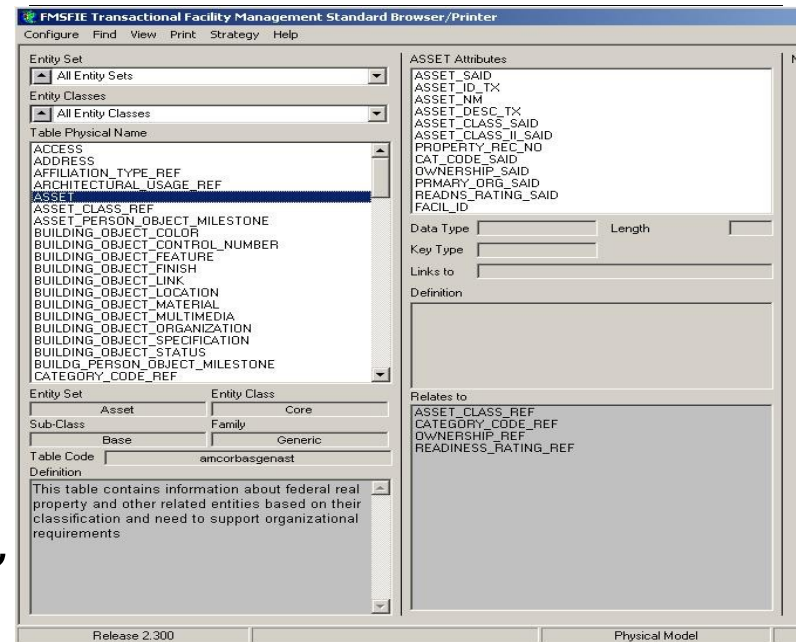 FMSFIE Transactional Facility Management Standard Browser/Printer
Configure Find View Print Strategy Help
Entity Set
All Entity Sets
Entity Classes
All Entity Classes
Table Physical Name
ACCESS
ADDRESS
AFFILIATION_TYPE_REF
ARCHITECTURAL_USAGE_REF
ASSET
ASSET_CLASS_REF
ASSET_PERSON_OBJECT_MILESTONE
BUILDING_OBJECT_COLOR
BUILDING_OBJECT_CONTROL_NUMBER
BUILDING_OBJECT_FEATURE
BUILDING_OBJECT_FINISH
BUILDING_OBJECT_LINK
BUILDING_OBJECT_LOCATION
BUILDING_OBJECT_MATERIAL
BUILDING_OBJECT_MULTIMEDIA
BUILDING_OBJECT_ORGANIZATION
BUILDING_OBJECT_SPECIFICATION
BUILDING_OBJECT_STATUS
BUILDG_PERSON_OBJECT_MILESTONE
CATEGORY_CODE_REF
Entity Set Entity Class
Asset Core
Sub-Class Family
Base Generic
Table Code amcorbasgenast
Definition
This table contains information about federal real
property and other related entities based on their
classification and need to support organizational
requirements
ASSET Attributes
ASSET_SAID
ASSET_ID_TX
ASSET_NM
ASSET_DESC_TX
ASSET_CLASS_SAID
ASSET_CLASS_II_SAID
PROPERTY_REC_NO
CAT_CODE_SAID
OWNERSHIP_SAID
PRMARY_ORG_SAID
READNS_RATING_SAID
FACIL_ID
Data Type Length
Key Type
Links to
Definition
Relates to
ASSET_CLASS_REF
CATEGORY_CODE_REF
OWNERSHIP_REF
READINESS_RATING_REF
Release 2.300 Physical Model
,